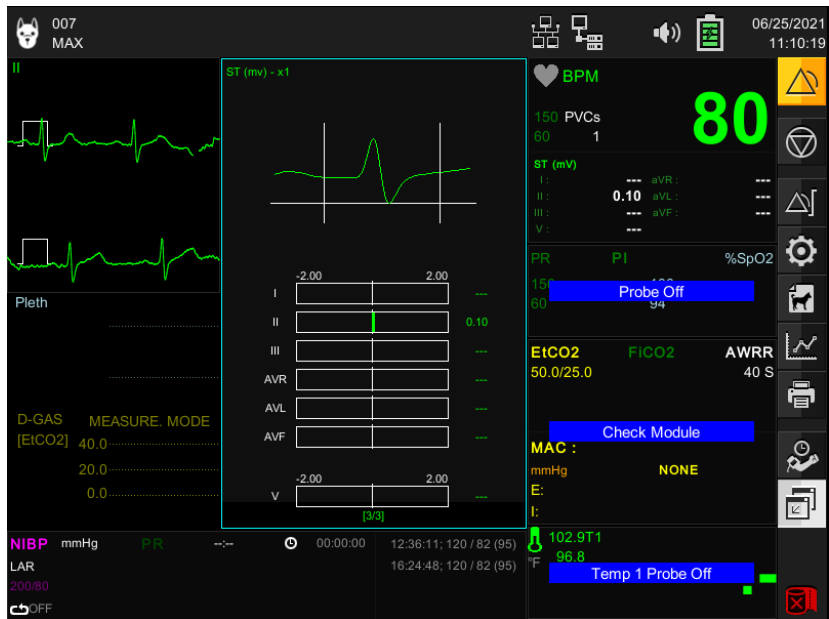 007
MAX
06/25/2021
11:10:19
II
ST (mv) - x1
-2.00 2.00
I ---
II 0.10
III ---
AVR ---
AVL ---
AVF ---
-2.00 2.00
V ---
[3/3]
Pleth
D-GAS MEASURE. MODE
[EtCO2] 40.0
20.0
0.0
BPM
80
150 PVCs
60 1
ST (mV)
I : --- aVR : ---
II : 0.10 aVL : ---
III : --- aVF : ---
V : ---
PR PI %SpO2
150 100
Probe Off
60 94
EtCO2 FiCO2 AWRR
50.0/25.0 40 S
Check Module
MAC :
mmHg NONE
E:
I:
102.9T1
°F 96.8
Temp 1 Probe Off
NIBP mmHg PR --:-- 00:00:00 12:36:11; 120 / 82 (95)
LAR 16:24:48; 120 / 82 (95)
200/80
OFF